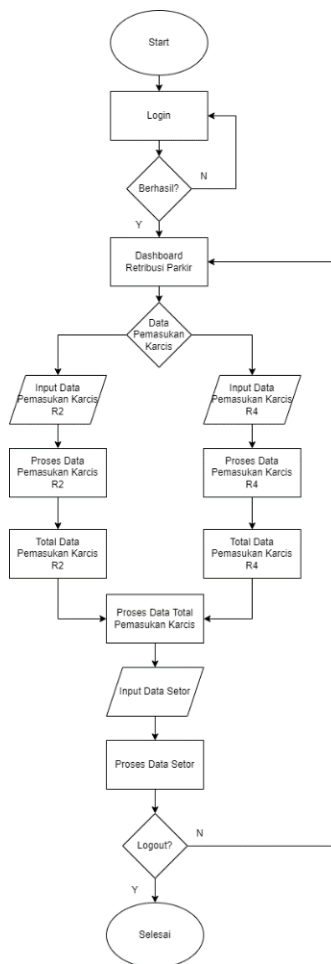 Start
Login
N
Berhasil?
Y
Dashboard
Retribusi Parkir
Data
Pemasukan
Karcis
Input Data
Pemasukan Karcis
R2
Input Data
Pemasukan Karcis
R4
Proses Data
Pemasukan Karcis
R2
Proses Data
Pemasukan Karcis
R4
Total Data
Pemasukan Karcis
R2
Total Data
Pemasukan Karcis
R4
Proses Data Total
Pemasukan Karcis
Input Data Setor
Proses Data Setor
Logout?
N
Y
Selesai